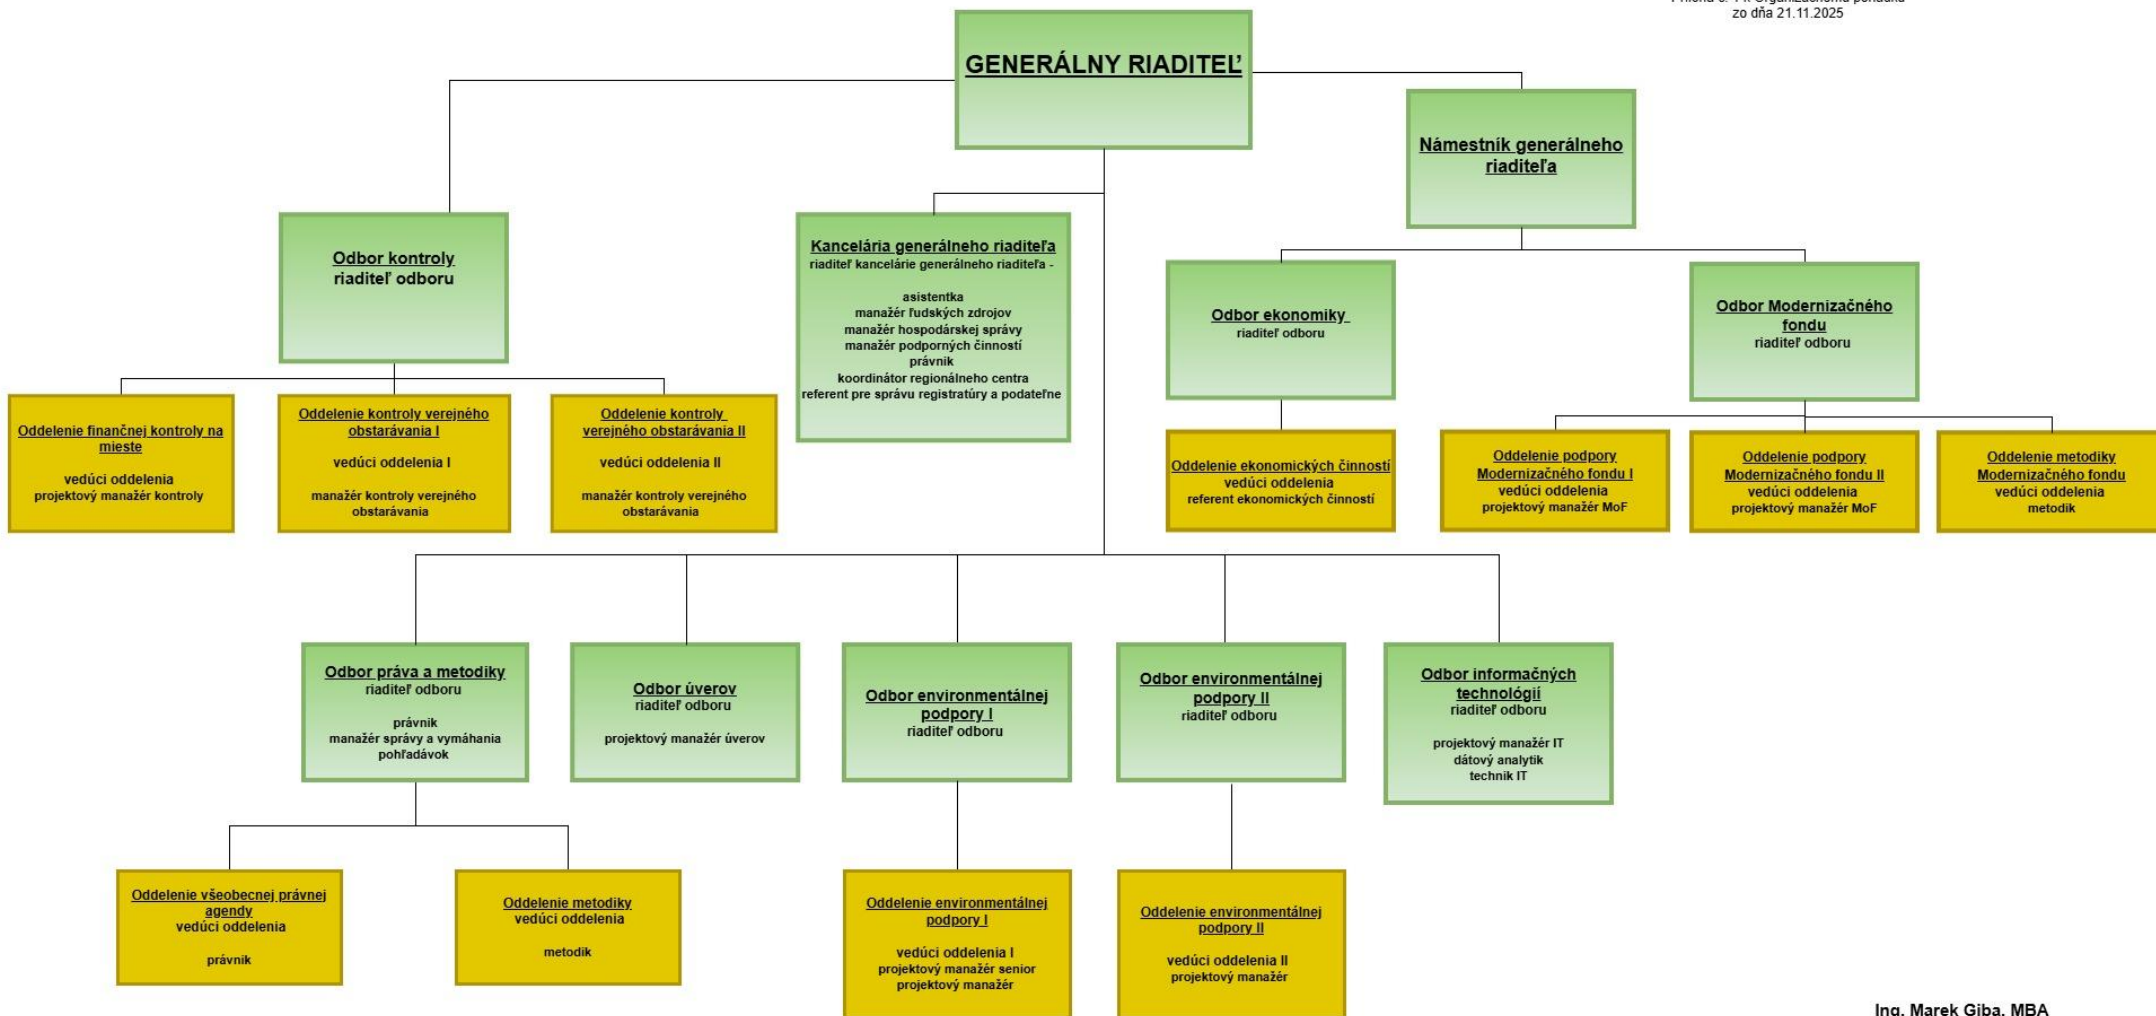 zo dňa 21.11.2025
GENERÁLNY RIADITEĽ
Námestník generálneho
riaditeľa
Odbor kontroly
riaditeľ odboru
Kancelária generálneho riaditeľa
riaditeľ kancelárie generálneho riaditeľa -
asistentka
manažér ľudských zdrojov
manažér hospodárskej správy
manažér podporných činností
právnik
koordinátor regionálneho centra
referent pre správu registratúry a podateľne
Odbor ekonomiky
riaditeľ odboru
Odbor Modernizačného
fondu
riaditeľ odboru
Oddelenie finančnej kontroly na
mieste
vedúci oddelenia
projektový manažér kontroly
Oddelenie kontroly verejného
obstarávania I
vedúci oddelenia I
manažér kontroly verejného
obstarávania
Oddelenie kontroly
verejného obstarávania II
vedúci oddelenia II
manažér kontroly verejného
obstarávania
Oddelenie ekonomických činností
vedúci oddelenia
referent ekonomických činností
Oddelenie podpory
Modernizačného fondu I
vedúci oddelenia
projektový manažér MoF
Oddelenie podpory
Modernizačného fondu II
vedúci oddelenia
projektový manažér MoF
Oddelenie metodiky
Modernizačného fondu
vedúci oddelenia
metodik
Odbor práva a metodiky
riaditeľ odboru
právnik
manažér správy a vymáhania
pohľadávok
Odbor úverov
riaditeľ odboru
projektový manažér úverov
Odbor environmentálnej
podpory I
riaditeľ odboru
Odbor environmentálnej
podpory II
riaditeľ odboru
Odbor informačných
technológií
riaditeľ odboru
projektový manažér IT
dátový analytik
technik IT
Oddelenie všeobecnej právnej
agendy
vedúci oddelenia
právnik
Oddelenie metodiky
vedúci oddelenia
metodik
Oddelenie environmentálnej
podpory I
vedúci oddelenia I
projektový manažér senior
projektový manažér
Oddelenie environmentálnej
podpory II
vedúci oddelenia II
projektový manažér
Ing. Marek Giba, MBA